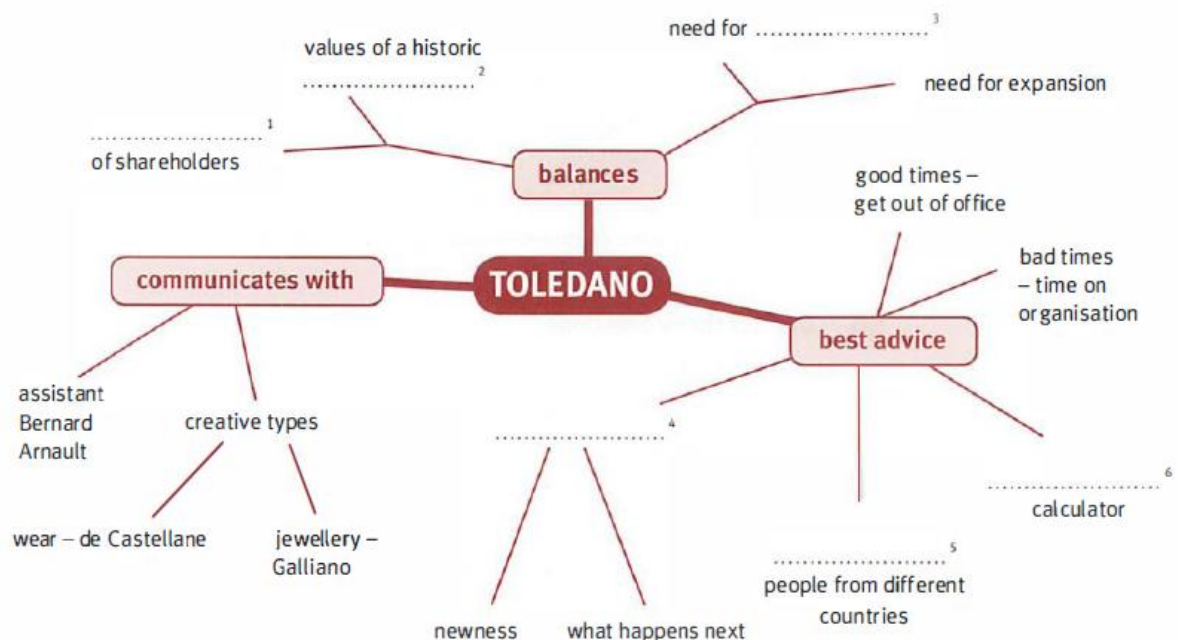 need for ........................ 3
values of a historic
........................ 2
need for expansion
........................ 1
of shareholders
balances
good times –
get out of office
communicates with
TOLEDANO
bad times
– time on
organisation
best advice
assistant
Bernard
Arnault
creative types
........................ 4
........................ 6
calculator
wear – de Castellane
jewellery –
Galliano
........................ 5
people from different
countries
newness
what happens next